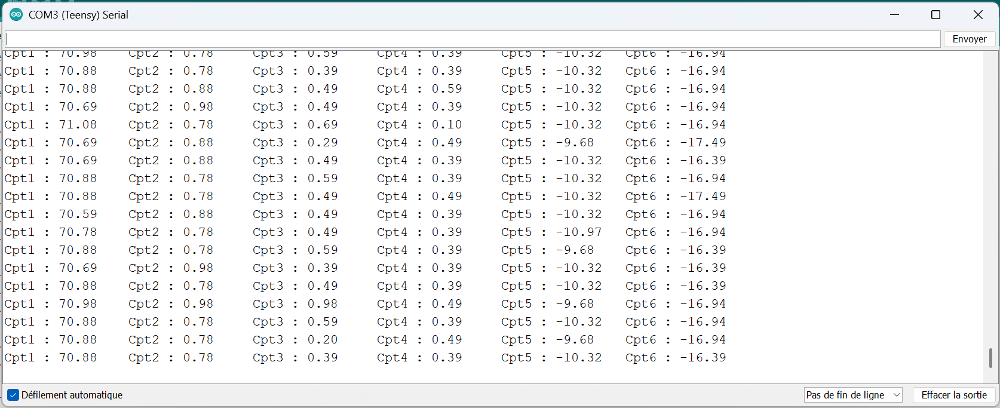 COM3 (Teensy) Serial
Envoyer
Cpt1 : 70.98 Cpt2 : 0.78 Cpt3 : 0.59 Cpt4 : 0.39 Cpt5 : -10.32 Cpt6 : -16.94
Cpt1 : 70.88 Cpt2 : 0.78 Cpt3 : 0.39 Cpt4 : 0.39 Cpt5 : -10.32 Cpt6 : -16.94
Cpt1 : 70.88 Cpt2 : 0.88 Cpt3 : 0.49 Cpt4 : 0.59 Cpt5 : -10.32 Cpt6 : -16.94
Cpt1 : 70.69 Cpt2 : 0.98 Cpt3 : 0.49 Cpt4 : 0.39 Cpt5 : -10.32 Cpt6 : -16.94
Cpt1 : 71.08 Cpt2 : 0.78 Cpt3 : 0.69 Cpt4 : 0.10 Cpt5 : -10.32 Cpt6 : -16.94
Cpt1 : 70.69 Cpt2 : 0.88 Cpt3 : 0.29 Cpt4 : 0.49 Cpt5 : -9.68 Cpt6 : -17.49
Cpt1 : 70.69 Cpt2 : 0.88 Cpt3 : 0.49 Cpt4 : 0.39 Cpt5 : -10.32 Cpt6 : -16.39
Cpt1 : 70.88 Cpt2 : 0.78 Cpt3 : 0.59 Cpt4 : 0.39 Cpt5 : -10.32 Cpt6 : -16.94
Cpt1 : 70.88 Cpt2 : 0.78 Cpt3 : 0.49 Cpt4 : 0.49 Cpt5 : -10.32 Cpt6 : -17.49
Cpt1 : 70.59 Cpt2 : 0.88 Cpt3 : 0.49 Cpt4 : 0.39 Cpt5 : -10.32 Cpt6 : -16.94
Cpt1 : 70.78 Cpt2 : 0.78 Cpt3 : 0.49 Cpt4 : 0.39 Cpt5 : -10.97 Cpt6 : -16.94
Cpt1 : 70.88 Cpt2 : 0.78 Cpt3 : 0.59 Cpt4 : 0.39 Cpt5 : -9.68 Cpt6 : -16.39
Cpt1 : 70.69 Cpt2 : 0.98 Cpt3 : 0.39 Cpt4 : 0.39 Cpt5 : -10.32 Cpt6 : -16.39
Cpt1 : 70.88 Cpt2 : 0.78 Cpt3 : 0.49 Cpt4 : 0.39 Cpt5 : -10.32 Cpt6 : -16.39
Cpt1 : 70.98 Cpt2 : 0.98 Cpt3 : 0.98 Cpt4 : 0.49 Cpt5 : -9.68 Cpt6 : -16.94
Cpt1 : 70.88 Cpt2 : 0.78 Cpt3 : 0.59 Cpt4 : 0.39 Cpt5 : -10.32 Cpt6 : -16.94
Cpt1 : 70.88 Cpt2 : 0.78 Cpt3 : 0.20 Cpt4 : 0.49 Cpt5 : -9.68 Cpt6 : -16.94
Cpt1 : 70.88 Cpt2 : 0.78 Cpt3 : 0.39 Cpt4 : 0.39 Cpt5 : -10.32 Cpt6 : -16.39
Défilement automatique
Pas de fin de ligne
Effacer la sortie